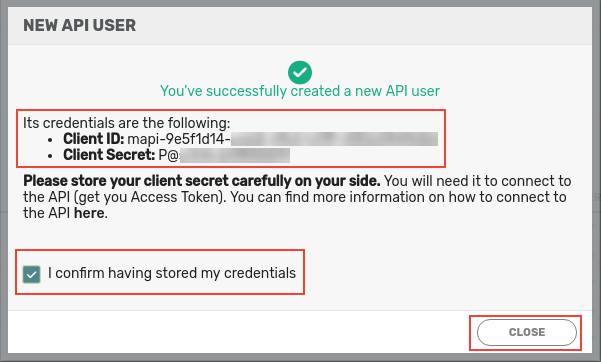 NEW API USER
You've successfully created a new API user
Its credentials are the following:
• Client ID: mapi-9e5f1d14-
• Client Secret: P@
Please store your client secret carefully on your side. You will need it to connect to
the API (get you Access Token). You can find more information on how to connect to
the API here.
I confirm having stored my credentials
CLOSE